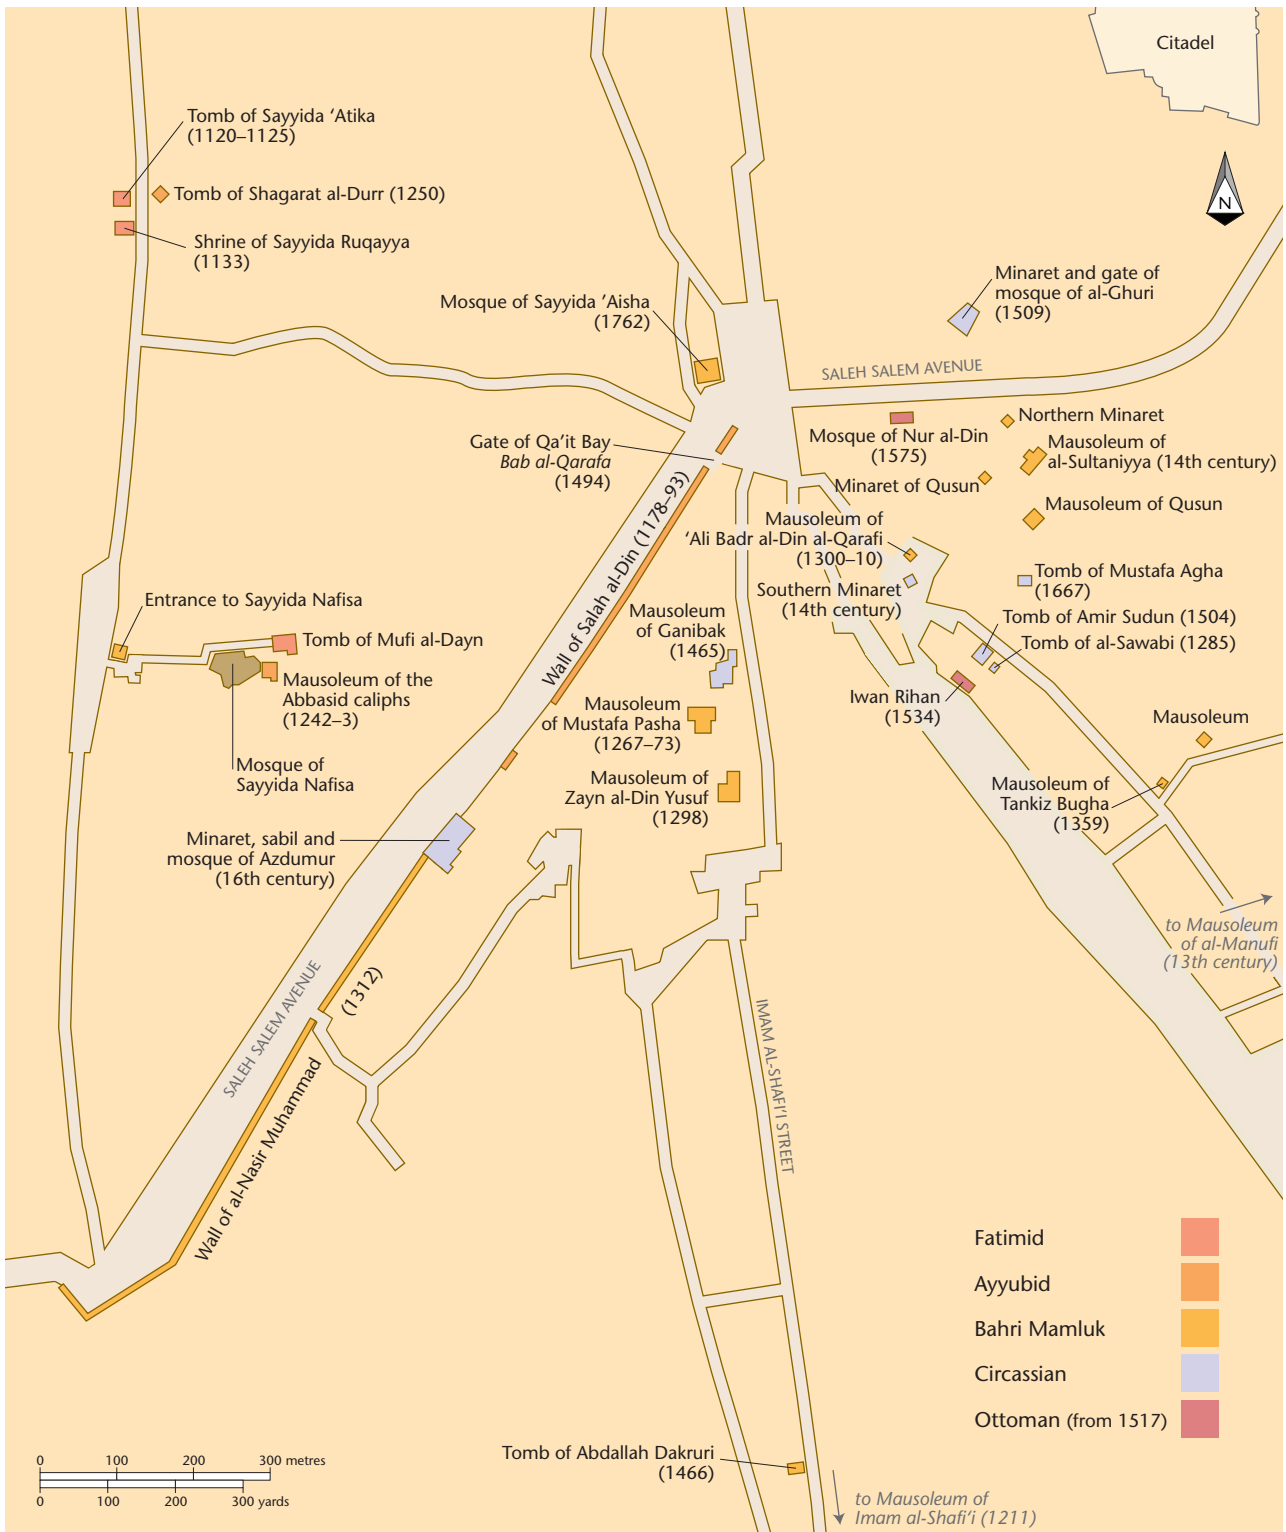 Citadel
Tomb of Sayyida ‘Atika
(1120–1125)
Tomb of Shagarat al-Durr (1250)
Shrine of Sayyida Ruqayya
(1133)
N
Minaret and gate of
mosque of al-Ghuri
(1509)
Mosque of Sayyida ‘Aisha
(1762)
SALEH SALEM AVENUE
Northern Minaret
Mosque of Nur al-Din
(1575)
Mausoleum of
al-Sultaniyya (14th century)
Gate of Qa’it Bay
Bab al-Qarafa
(1494)
Minaret of Qusun
Mausoleum of Qusun
Mausoleum of
‘Ali Badr al-Din al-Qarafi
(1300–10)
Wall of Salah al-Din (1178–93)
Southern Minaret
(14th century)
Tomb of Mustafa Agha
(1667)
Entrance to Sayyida Nafisa
Mausoleum
of Ganibak
(1465)
Tomb of Amir Sudun (1504)
Tomb of Mufi al-Dayn
Tomb of al-Sawabi (1285)
Mausoleum of the
Abbasid caliphs
(1242–3)
Iwan Rihan
(1534)
Mausoleum
of Mustafa Pasha
(1267–73)
Mausoleum
Mosque of
Sayyida Nafisa
Mausoleum of
Zayn al-Din Yusuf
(1298)
Mausoleum of
Tankiz Bugha
(1359)
Minaret, sabil and
mosque of Azdumur
(16th century)
to Mausoleum
of al-Manufi
(13th century)
(1312)
SALEH SALEM AVENUE
IMAM AL-SHAFI‘I STREET
Wall of al-Nasir Muhammad
Fatimid
Ayyubid
Bahri Mamluk
Circassian
Ottoman (from 1517)
Tomb of Abdallah Dakruri
(1466)
0 100 200 300 metres
0 100 200 300 yards
to Mausoleum of
Imam al-Shafi‘i (1211)